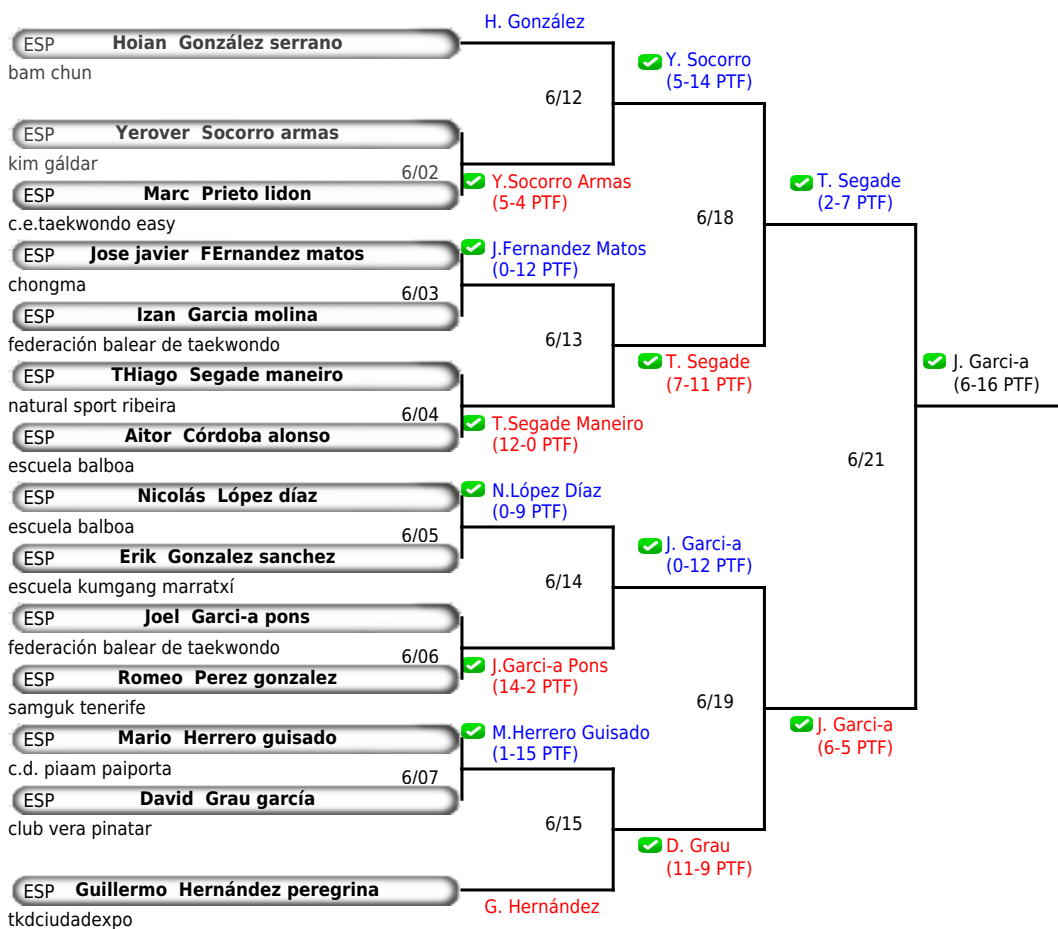 H. González
ESP Hoian González serrano
bam chun
Y. Socorro
(5-14 PTF)
6/12
ESP Yerover Socorro armas
kim gáldar
6/02
Y.Socorro Armas
(5-4 PTF)
T. Segade
(2-7 PTF)
ESP Marc Prieto lidon
c.e.taekwondo easy
6/18
ESP Jose javier FErnandez matos
J.Fernandez Matos
(0-12 PTF)
chongma
6/03
ESP Izan Garcia molina
federación balear de taekwondo
6/13
ESP THiago Segade maneiro
T. Segade
(7-11 PTF)
J. Garci-a
(6-16 PTF)
natural sport ribeira
6/04
T.Segade Maneiro
(12-0 PTF)
ESP Aitor Córdoba alonso
escuela balboa
6/21
ESP Nicolás López díaz
N.López Díaz
(0-9 PTF)
escuela balboa
6/05
J. Garci-a
(0-12 PTF)
ESP Erik Gonzalez sanchez
escuela kumgang marratxí
6/14
ESP Joel Garci-a pons
federación balear de taekwondo
6/06
J.Garci-a Pons
(14-2 PTF)
ESP Romeo Perez gonzalez
samguk tenerife
6/19
J. Garci-a
(6-5 PTF)
ESP Mario Herrero guisado
M.Herrero Guisado
(1-15 PTF)
c.d. piaam paiporta
6/07
ESP David Grau garcía
club vera pinatar
6/15
D. Grau
(11-9 PTF)
ESP Guillermo Hernández peregrina
G. Hernández
tkdciudadexpo